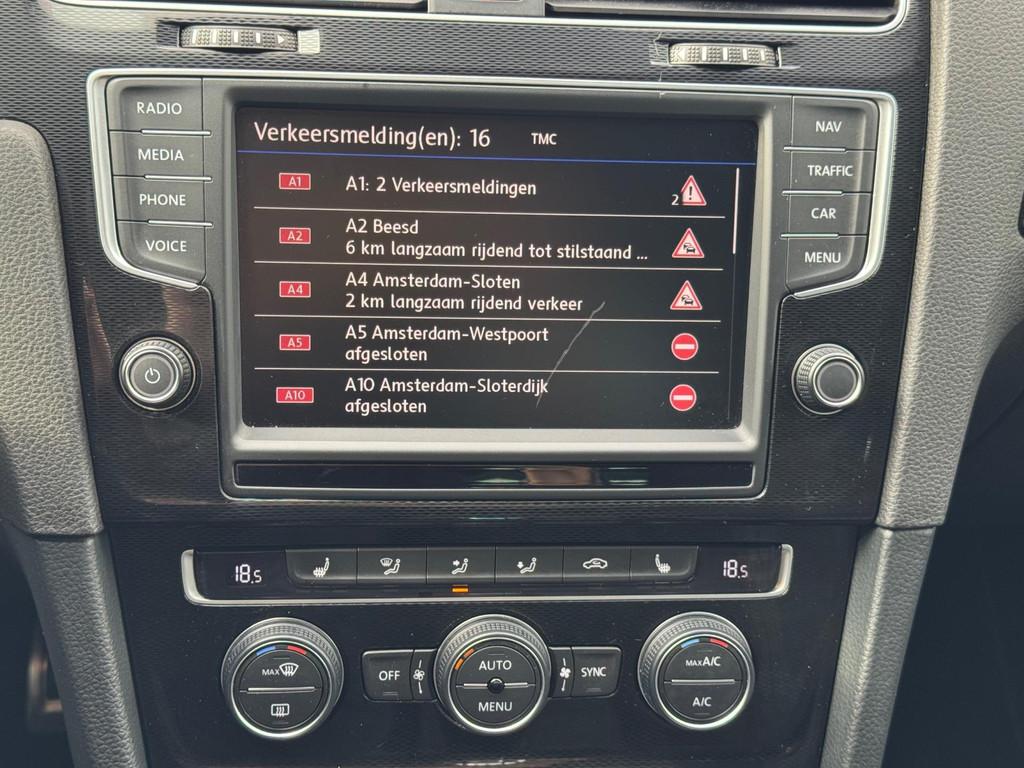 RADIO
MEDIA
PHONE
VOICE
Verkeersmelding(en): 16 TMC
A1 A1: 2 Verkeersmeldingen 2
A2 A2 Beesd
6 km langzaam rijdend tot stilstaand ...
A4 A4 Amsterdam-Sloten
2 km langzaam rijdend verkeer
A5 A5 Amsterdam-Westpoort
afgesloten
A10 A10 Amsterdam-Sloterdijk
afgesloten
NAV
TRAFFIC
CAR
MENU
18.5
18.5
MAX
OFF
AUTO
MENU
SYNC
MAX A/C
A/C